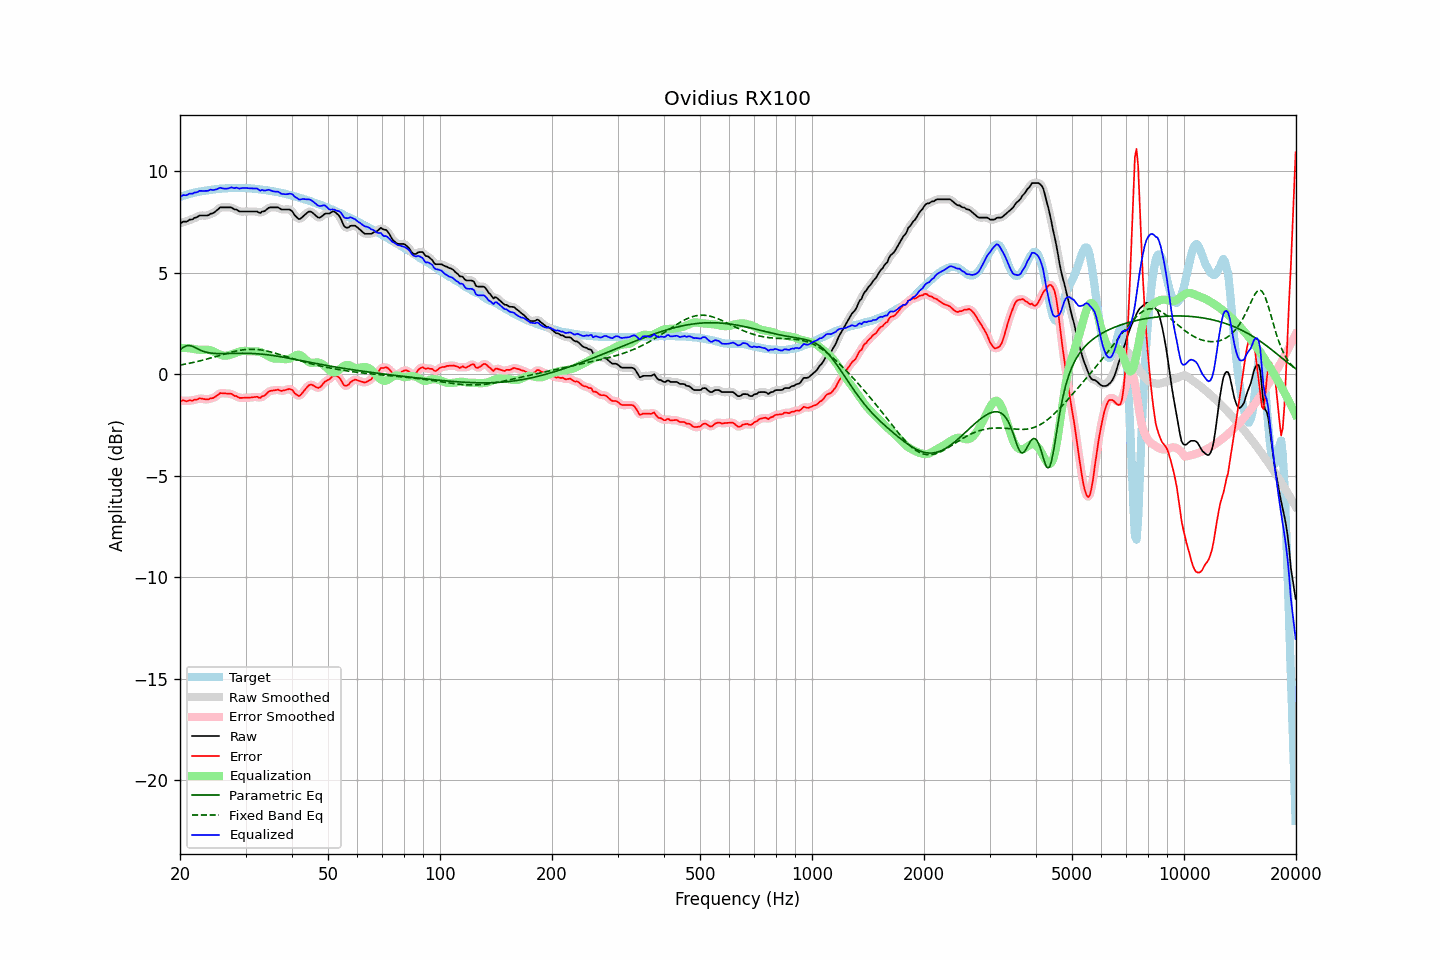 Ovidius RX100
10
5
0
−5
−10
−15
−20
Amplitude (dBr)
Target
Raw Smoothed
Error Smoothed
Raw
Error
Equalization
Parametric Eq
Fixed Band Eq
Equalized
20 50 100 200 500 1000 2000 5000 10000 20000
Frequency (Hz)